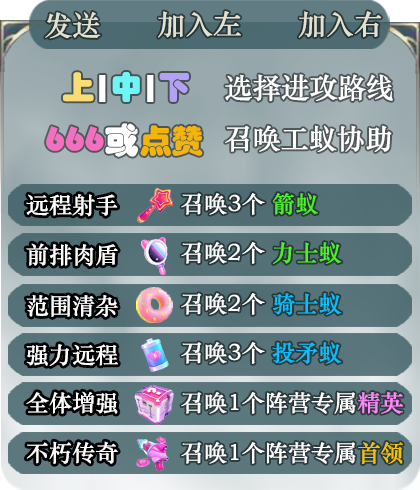 发送 加入左 加入右
上|中|下 选择进攻路线
666或点赞 召唤工蚁协助
远程射手 召唤3个 箭蚁
前排肉盾 召唤2个 力士蚁
范围清杂 召唤2个 骑士蚁
强力远程 召唤3个 投矛蚁
全体增强 召唤1个阵营专属精英
不朽传奇 召唤1个阵营专属首领